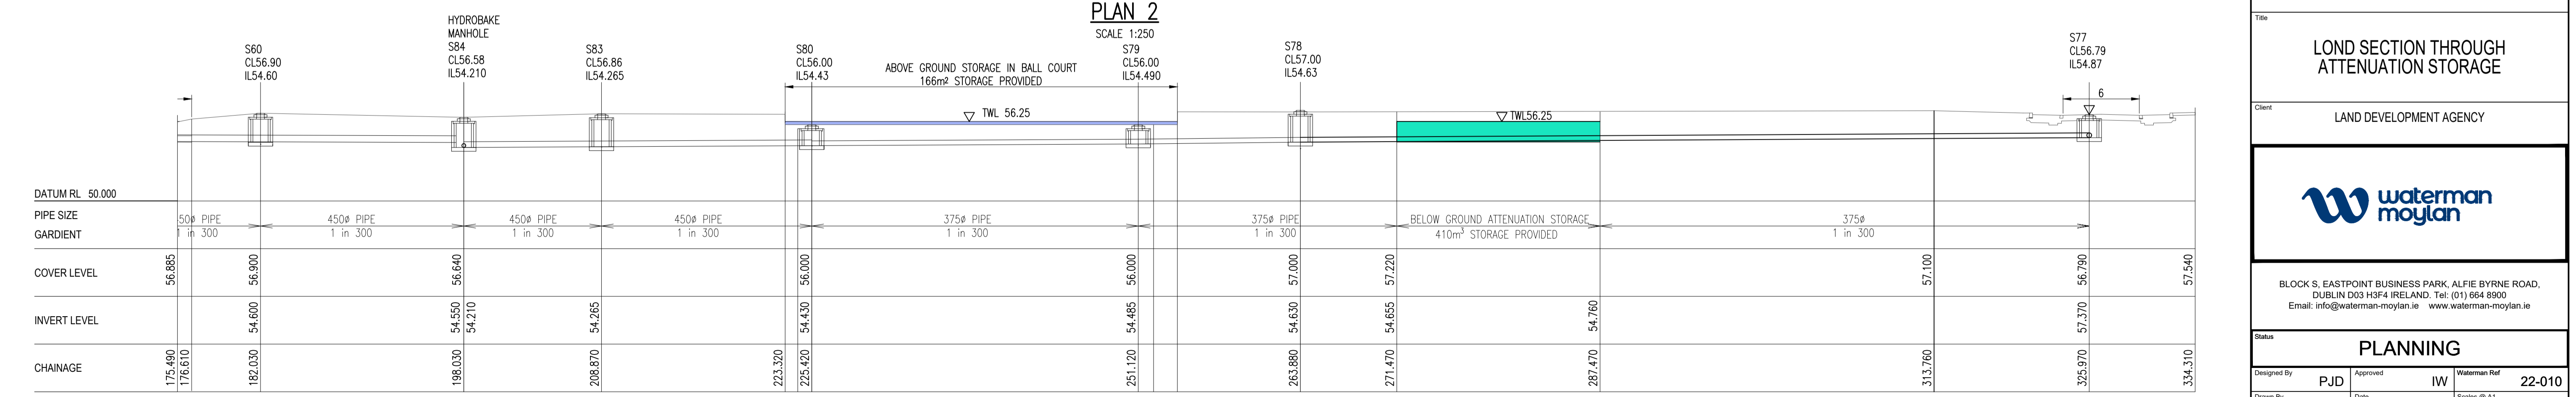 PLAN 2
SCALE 1:250
S60
CL56.90
IL54.60
HYDROBAKE
MANHOLE
S84
CL56.58
IL54.210
S83
CL56.86
IL54.265
S80
CL56.00
IL54.43
ABOVE GROUND STORAGE IN BALL COURT
166m² STORAGE PROVIDED
S79
CL56.00
IL54.490
S78
CL57.00
IL54.63
S77
CL56.79
IL54.87
6
TWL 56.25
TWL56.25
DATUM RL 50.000
PIPE SIZE
50ø PIPE 450ø PIPE 450ø PIPE 450ø PIPE 375ø PIPE 375ø PIPE BELOW GROUND ATTENUATION STORAGE 375ø
GARDIENT
1 in 300 1 in 300 1 in 300 1 in 300 1 in 300 1 in 300 410m³ STORAGE PROVIDED 1 in 300
COVER LEVEL 56.885 56.900 56.640 56.000 56.000 57.000 57.220 57.100 56.790 57.540
INVERT LEVEL 54.600 54.550 54.210 54.265 54.430 54.485 54.630 54.655 54.760 57.370
CHAINAGE 175.490 176.610 182.030 198.030 208.870 223.320 225.420 251.120 263.880 271.470 287.470 313.760 325.970 334.310
Title
LOND SECTION THROUGH
ATTENUATION STORAGE
Client
LAND DEVELOPMENT AGENCY
waterman
moylan
BLOCK S, EASTPOINT BUSINESS PARK, ALFIE BYRNE ROAD,
DUBLIN D03 H3F4 IRELAND. Tel: (01) 664 8900
Email: info@waterman-moylan.ie www.waterman-moylan.ie
Status
PLANNING
Designed By PJD Approved IW Waterman Ref 22-010
Drawn By Date Scales @ A1